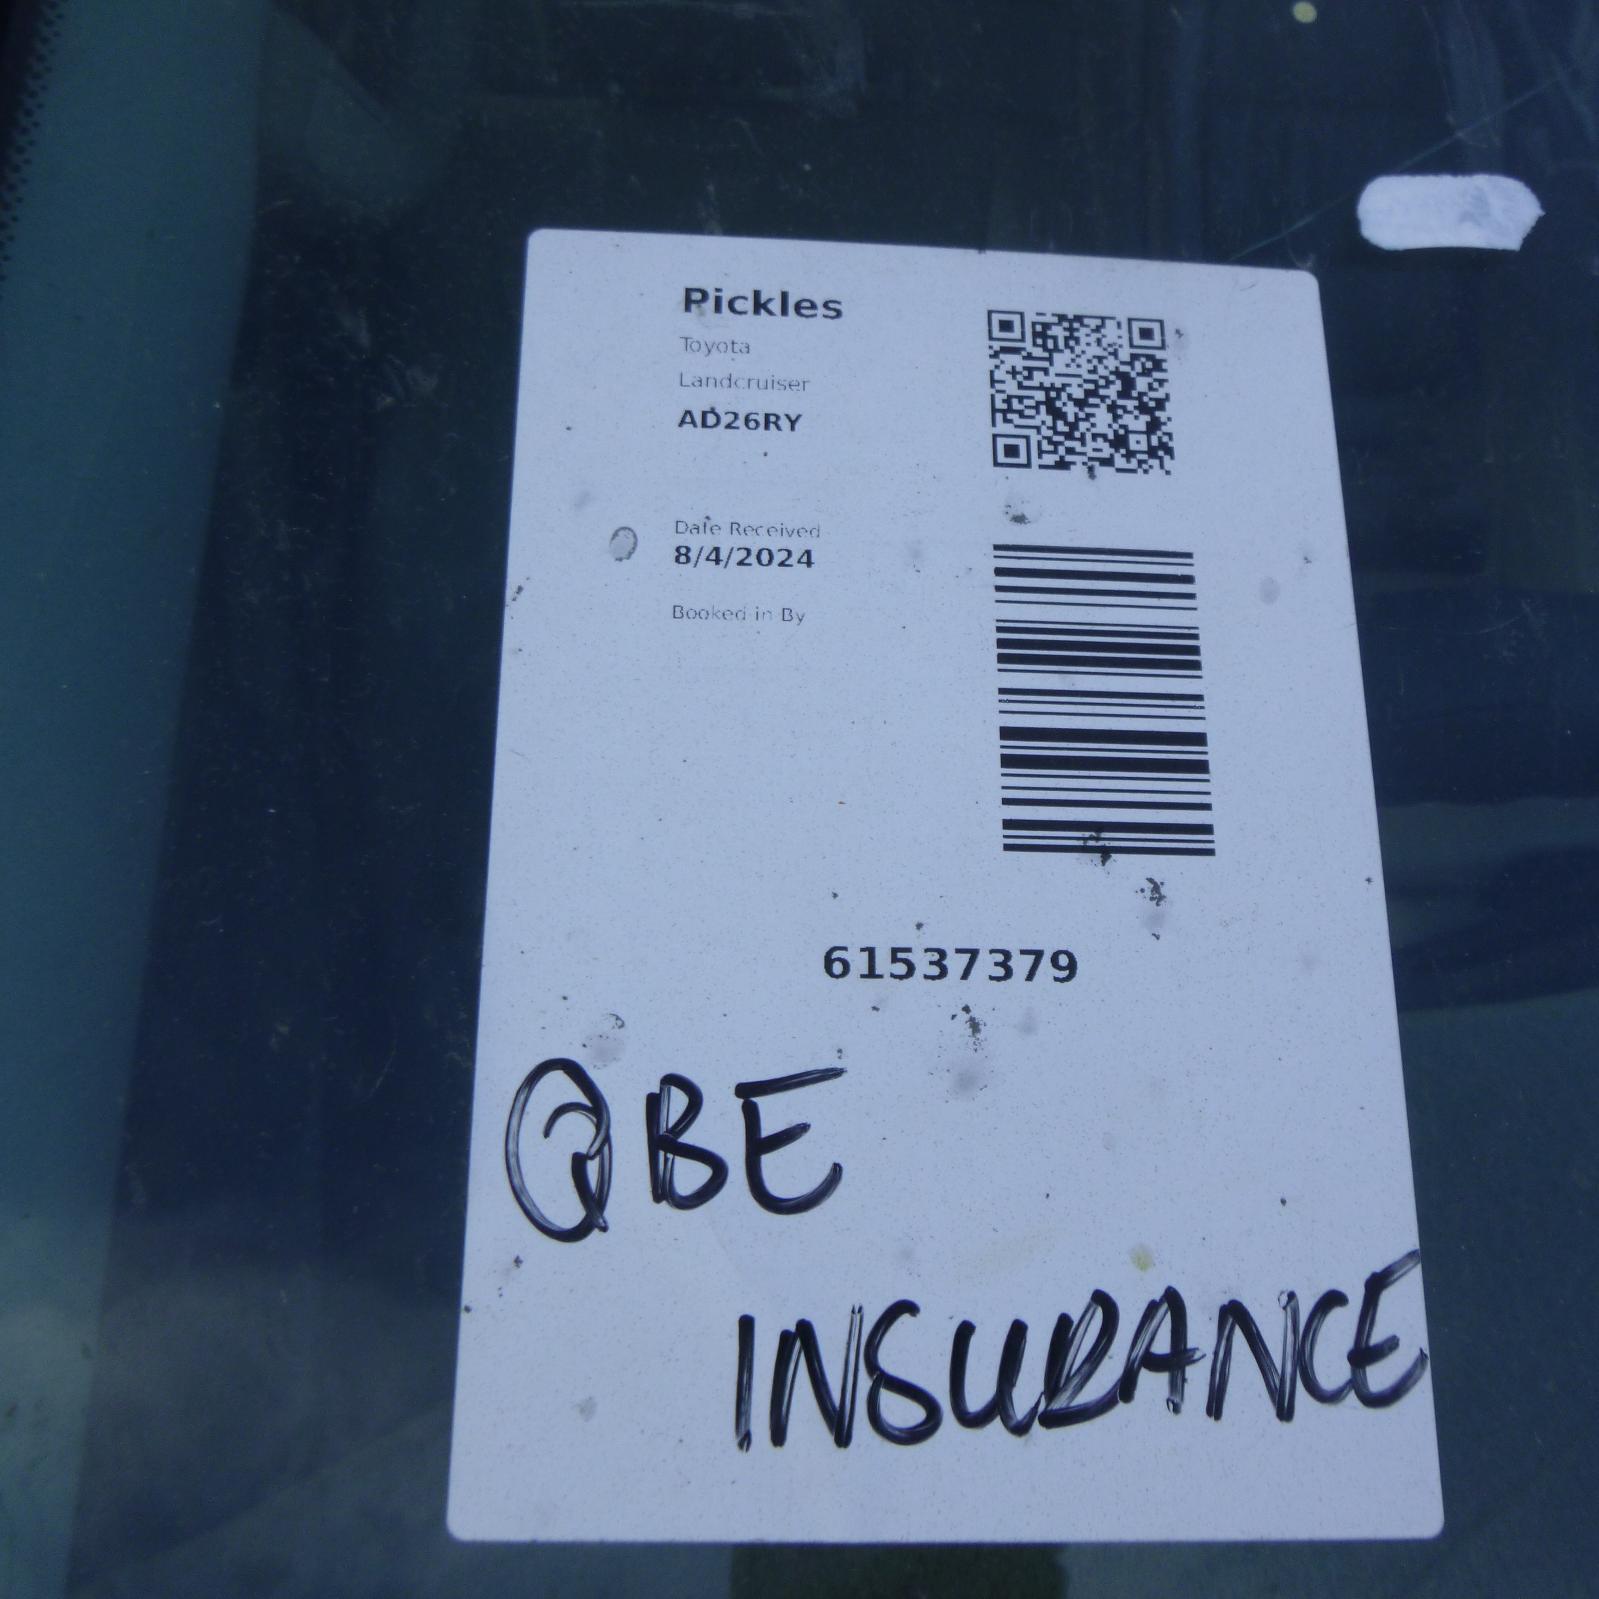 Pickles
Toyota
Landcruiser
AD26RY
Date Received
8/4/2024
Booked in By
61537379
QBE
INSURANCE